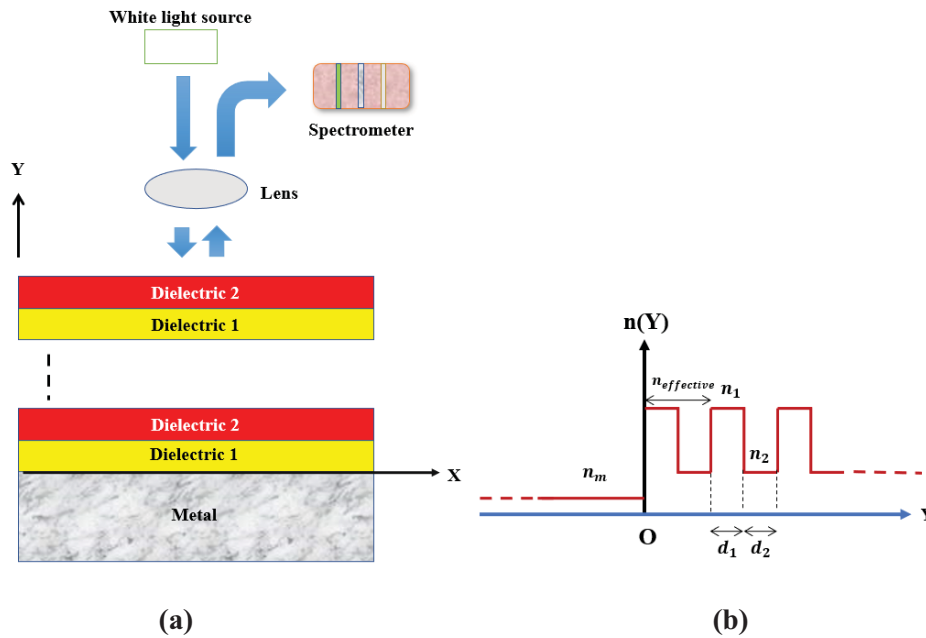 White light source
Spectrometer
Y
Lens
Dielectric 2
Dielectric 1
Dielectric 2
Dielectric 1
X
Metal
(a)
n(Y)
n_effective
n_1
n_2
n_m
Y
O
d_1
d_2
(b)